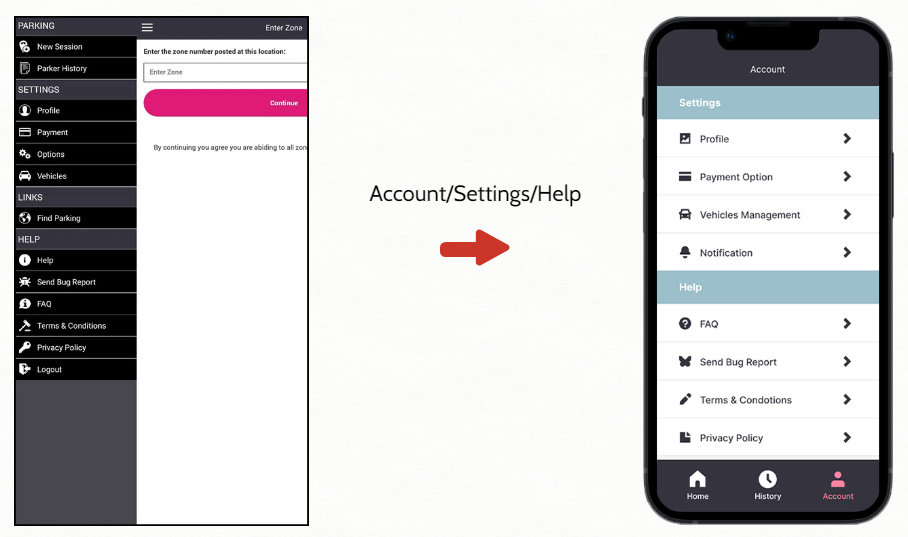 PARKING
New Session
Parker History
SETTINGS
Profile
Payment
Options
Vehicles
LINKS
Find Parking
HELP
Help
Send Bug Report
FAQ
Terms & Conditions
Privacy Policy
Logout
Enter Zone
Enter the zone number posted at this location:
Enter Zone
Continue
By continuing you agree you are abiding to all zon
Account/Settings/Help
Account
Settings
Profile
Payment Option
Vehicles Management
Notification
Help
FAQ
Send Bug Report
Terms & Condotions
Privacy Policy
Home History Account